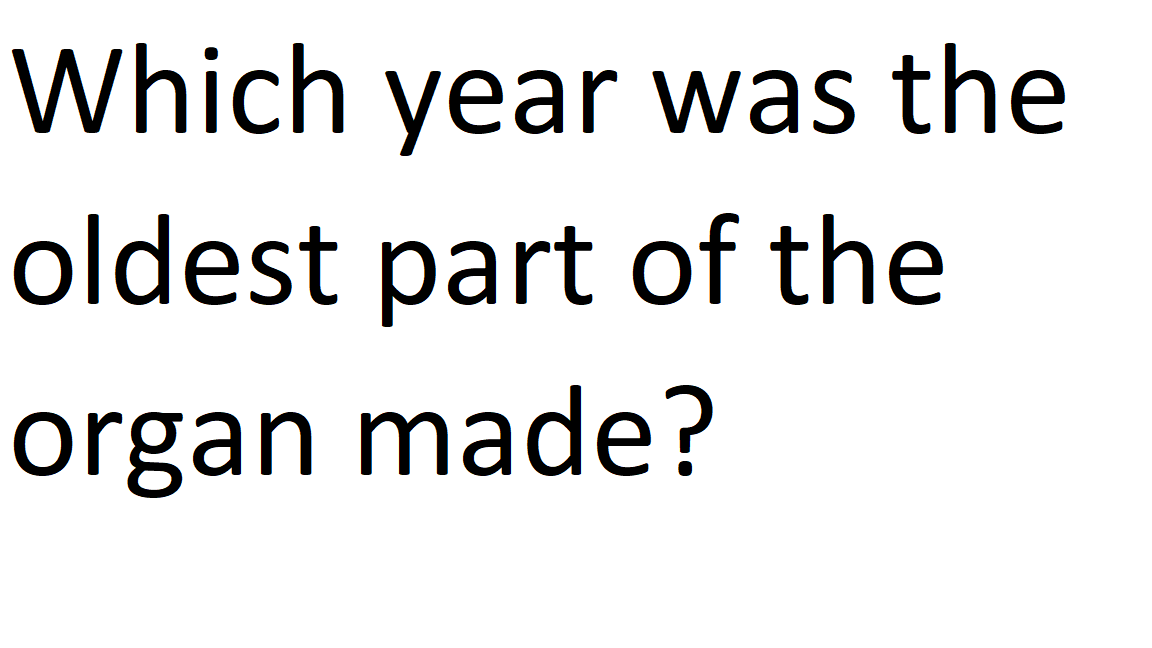 Which year was the
oldest part of the
organ made?